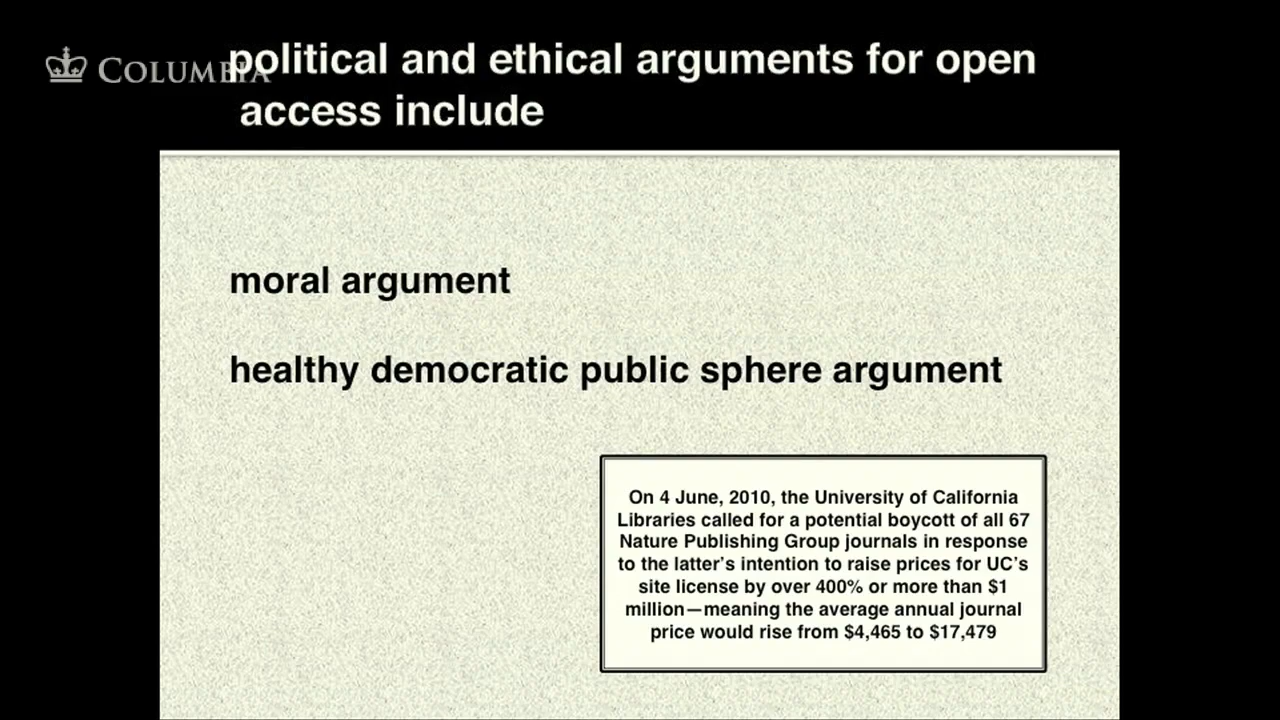 COLUMBIA
political and ethical arguments for open
access include
moral argument
healthy democratic public sphere argument
On 4 June, 2010, the University of California
Libraries called for a potential boycott of all 67
Nature Publishing Group journals in response
to the latter’s intention to raise prices for UC’s
site license by over 400% or more than $1
million—meaning the average annual journal
price would rise from $4,465 to $17,479